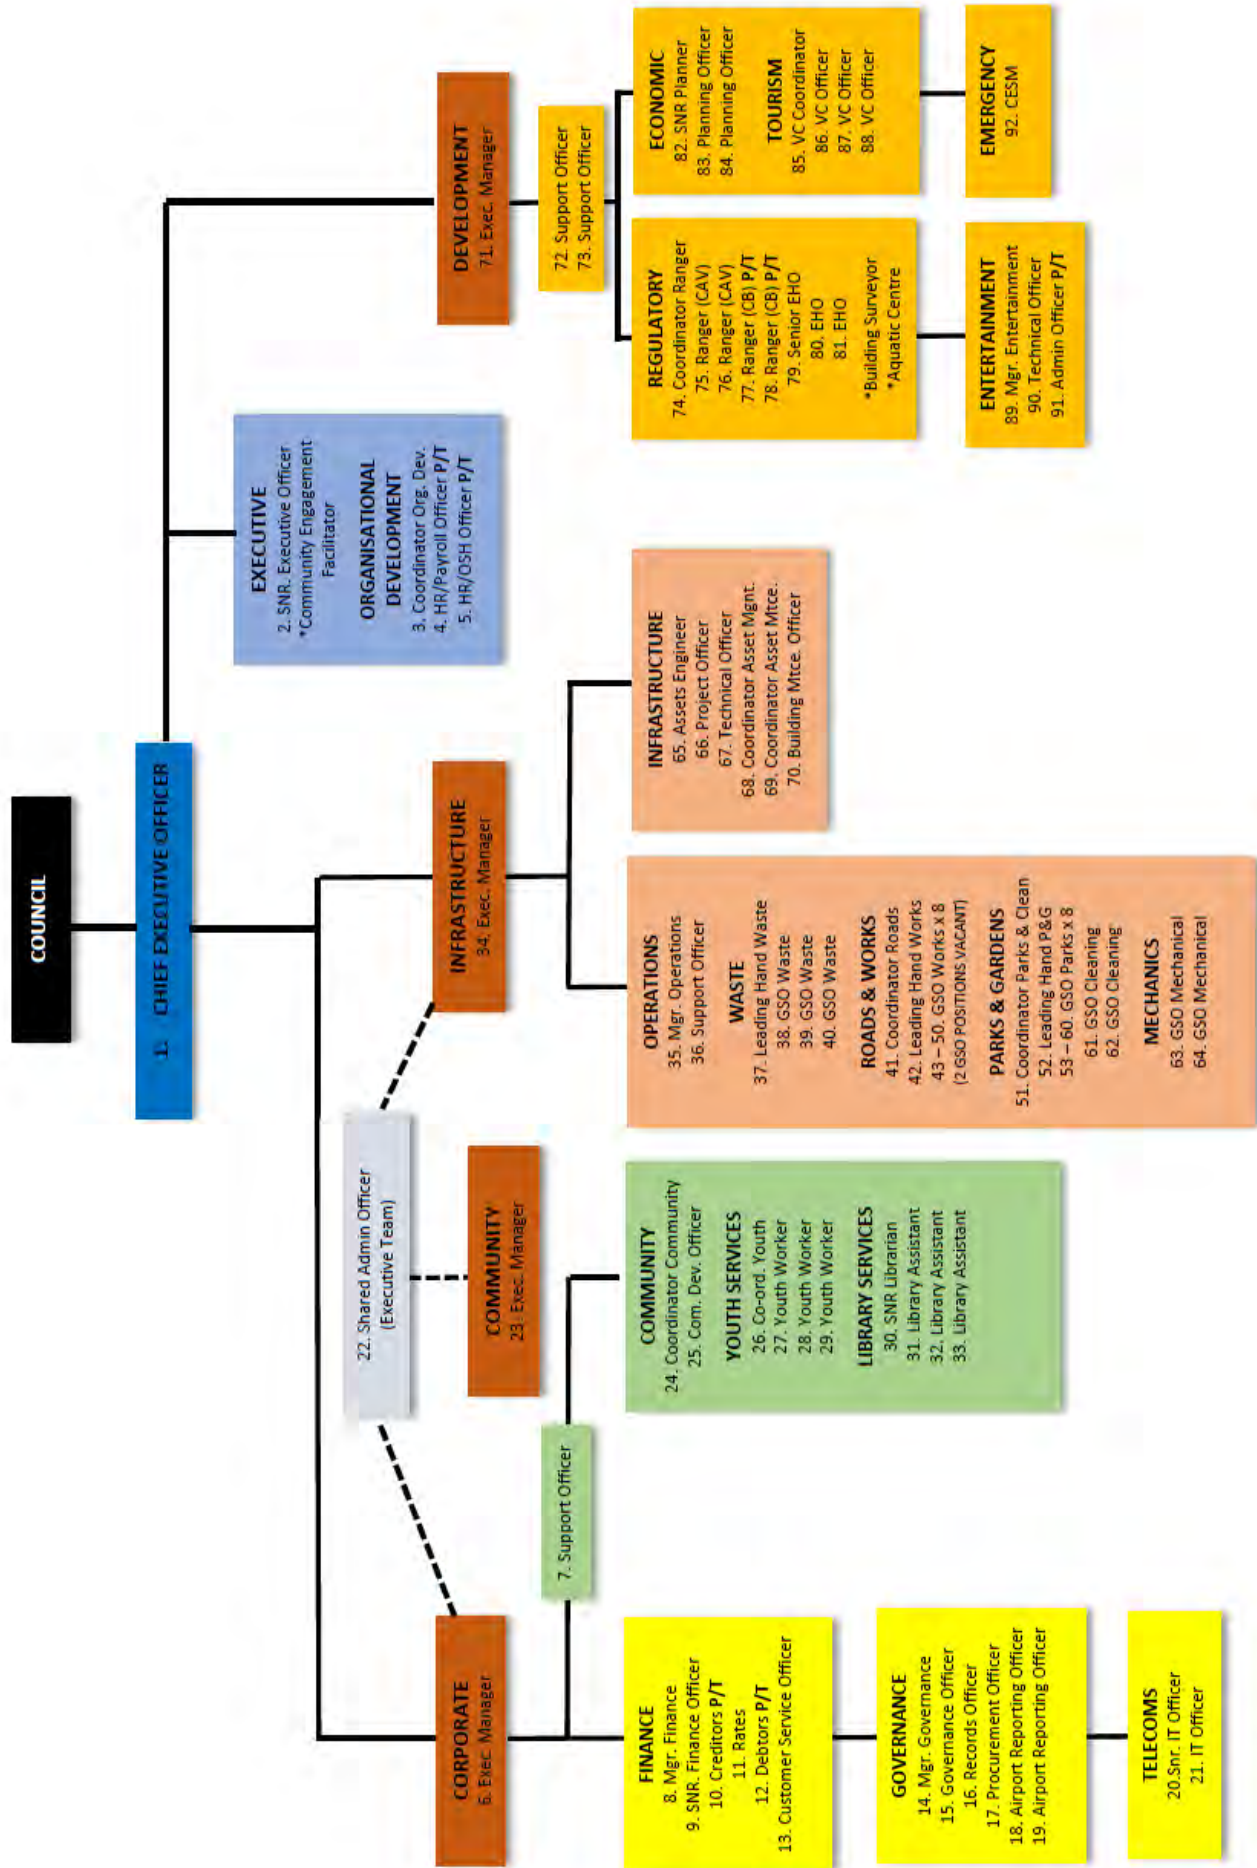 COUNCIL
1. CHIEF EXECUTIVE OFFICER
EXECUTIVE
2. SNR. Executive Officer
*Community Engagement
Facilitator
ORGANISATIONAL
DEVELOPMENT
3. Coordinator Org. Dev.
4. HR/Payroll Officer P/T
5. HR/OSH Officer P/T
22. Shared Admin Officer
(Executive Team)
CORPORATE
6. Exec. Manager
COMMUNITY
23. Exec. Manager
INFRASTRUCTURE
34. Exec. Manager
DEVELOPMENT
71. Exec. Manager
7. Support Officer
72. Support Officer
73. Support Officer
FINANCE
8. Mgr. Finance
9. SNR. Finance Officer
10. Creditors P/T
11. Rates
12. Debtors P/T
13. Customer Service Officer
GOVERNANCE
14. Mgr. Governance
15. Governance Officer
16. Records Officer
17. Procurement Officer
18. Airport Reporting Officer
19. Airport Reporting Officer
TELECOMS
20.Snr. IT Officer
21. IT Officer
COMMUNITY
24. Coordinator Community
25. Com. Dev. Officer
YOUTH SERVICES
26. Co-ord. Youth
27. Youth Worker
28. Youth Worker
29. Youth Worker
LIBRARY SERVICES
30. SNR Librarian
31. Library Assistant
32. Library Assistant
33. Library Assistant
OPERATIONS
35. Mgr. Operations
36. Support Officer
WASTE
37. Leading Hand Waste
38. GSO Waste
39. GSO Waste
40. GSO Waste
ROADS & WORKS
41. Coordinator Roads
42. Leading Hand Works
43 – 50. GSO Works x 8
(2 GSO POSITIONS VACANT)
PARKS & GARDENS
51. Coordinator Parks & Clean
52. Leading Hand P&G
53 – 60. GSO Parks x 8
61. GSO Cleaning
62. GSO Cleaning
MECHANICS
63. GSO Mechanical
64. GSO Mechanical
INFRASTRUCTURE
65. Assets Engineer
66. Project Officer
67. Technical Officer
68. Coordinator Asset Mgnt.
69. Coordinator Asset Mtce.
70. Building Mtce. Officer
REGULATORY
74. Coordinator Ranger
75. Ranger (CAV)
76. Ranger (CAV)
77. Ranger (CB) P/T
78. Ranger (CB) P/T
79. Senior EHO
80. EHO
81. EHO
*Building Surveyor
*Aquatic Centre
ENTERTAINMENT
89. Mgr. Entertainment
90. Technical Officer
91. Admin Officer P/T
ECONOMIC
82. SNR Planner
83. Planning Officer
84. Planning Officer
TOURISM
85. VC Coordinator
86. VC Officer
87. VC Officer
88. VC Officer
EMERGENCY
92. CESM